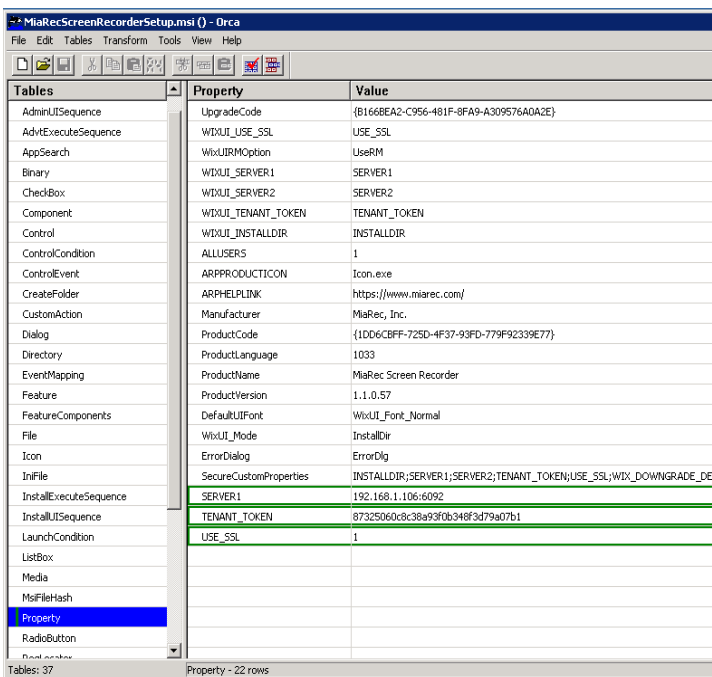 MiaRecScreenRecorderSetup.msi () - Orca
File Edit Tables Transform Tools View Help
Tables Property Value
AdminUISequence UpgradeCode {B166BEA2-C956-481F-8FA9-A309576A0A2E}
AdvtExecuteSequence WIXUI_USE_SSL USE_SSL
AppSearch WixUIRMOption UseRM
Binary WIXUI_SERVER1 SERVER1
CheckBox WIXUI_SERVER2 SERVER2
Component WIXUI_TENANT_TOKEN TENANT_TOKEN
Control WIXUI_INSTALLDIR INSTALLDIR
ControlCondition ALLUSERS 1
ControlEvent ARPPRODUCTICON Icon.exe
CreateFolder ARPHELPLINK https://www.miarec.com/
CustomAction Manufacturer MiaRec, Inc.
Dialog ProductCode {1DD6CBFF-725D-4F37-93FD-779F92339E77}
Directory ProductLanguage 1033
EventMapping ProductName MiaRec Screen Recorder
Feature ProductVersion 1.1.0.57
FeatureComponents DefaultUIFont WixUI_Font_Normal
File WixUI_Mode InstallDir
Icon ErrorDialog ErrorDlg
IniFile SecureCustomProperties INSTALLDIR;SERVER1;SERVER2;TENANT_TOKEN;USE_SSL;WIX_DOWNGRADE_DE
InstallExecuteSequence SERVER1 192.168.1.106:6092
InstallUISequence TENANT_TOKEN 87325060c8c38a93f0b348f3d79a07b1
LaunchCondition USE_SSL 1
ListBox
Media
MsiFileHash
Property
RadioButton
RegLocator
Tables: 37 Property - 22 rows